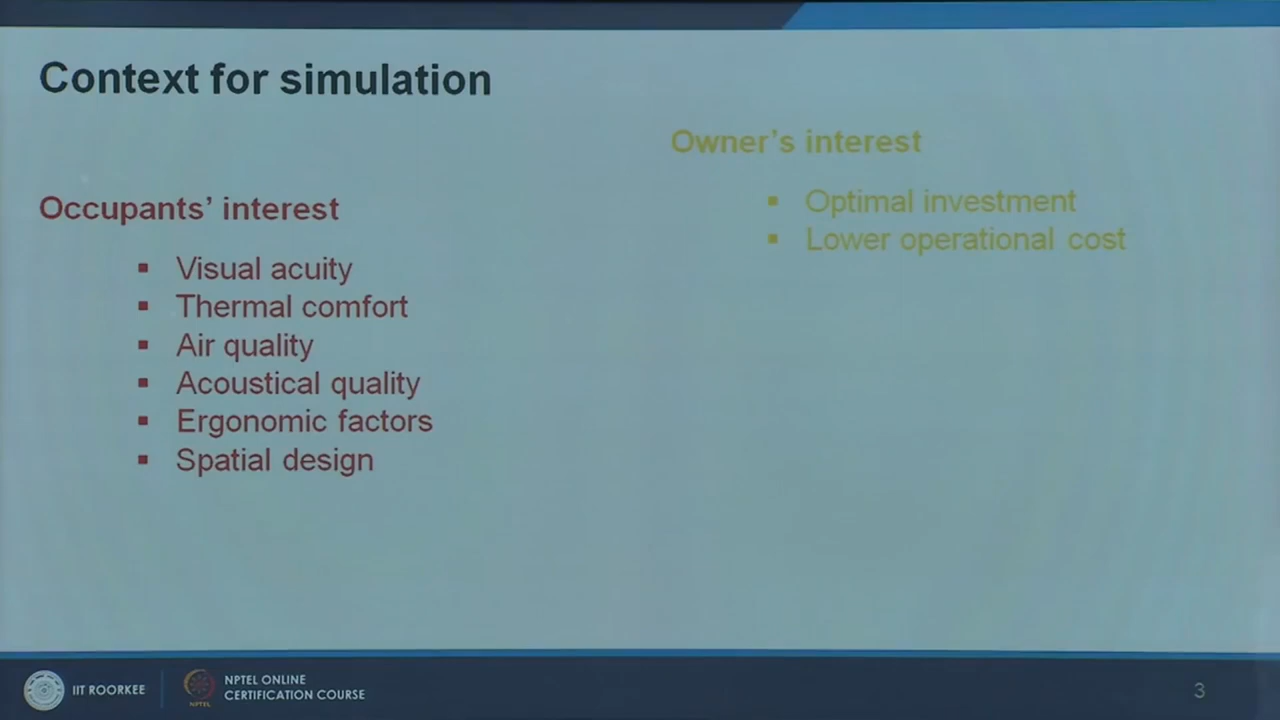 Context for simulation
Occupants’ interest
▪ Visual acuity
▪ Thermal comfort
▪ Air quality
▪ Acoustical quality
▪ Ergonomic factors
▪ Spatial design
Owner’s interest
▪ Optimal investment
▪ Lower operational cost
IIT ROORKEE
NPTEL
NPTEL ONLINE
CERTIFICATION COURSE
3